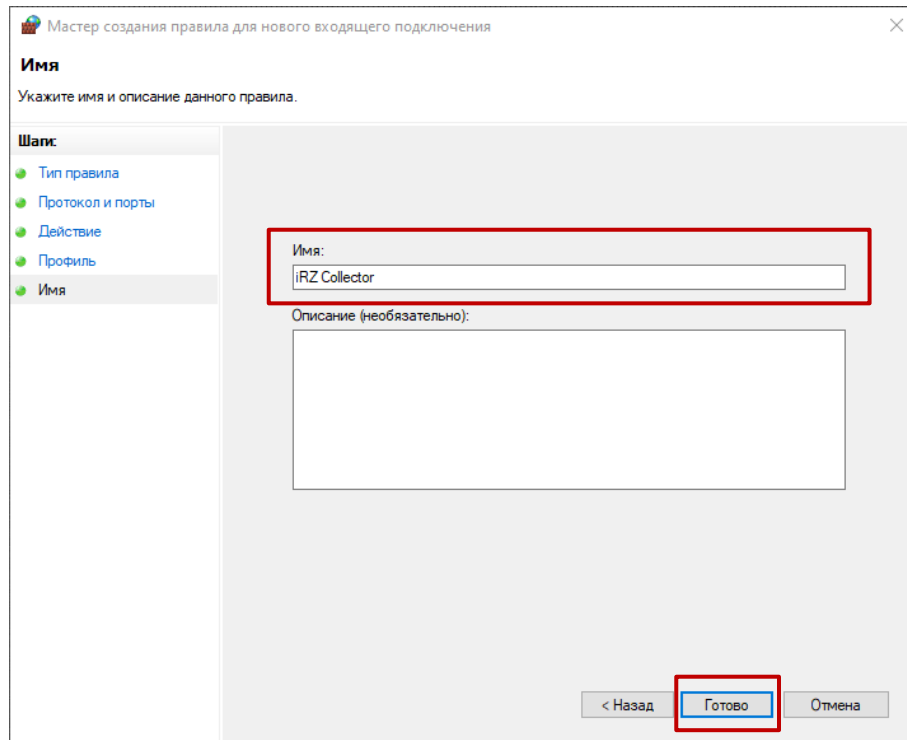 Мастер создания правила для нового входящего подключения
Имя
Укажите имя и описание данного правила.
Шаги:
Тип правила
Протокол и порты
Действие
Профиль
Имя
Имя:
iRZ Collector
Описание (необязательно):
< Назад
Готово
Отмена